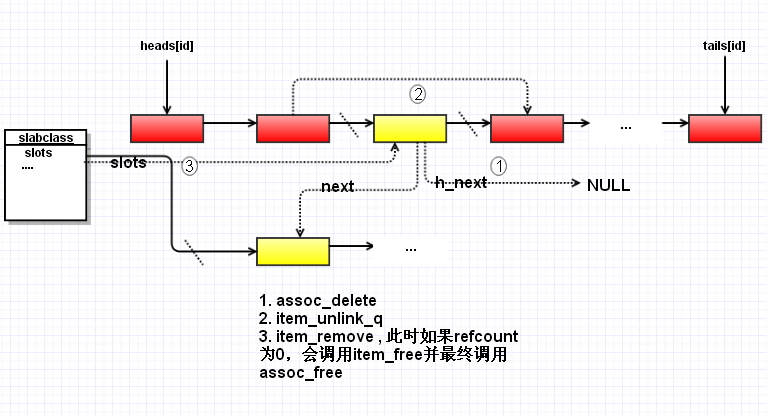 heads[id]
tails[id]
②
...
slabclass
slots
....
slots
③
①
next
h_next
NULL
...
1. assoc_delete
2. item_unlink_q
3. item_remove , 此时如果refcount
为0，会调用item_free并最终调用
assoc_free